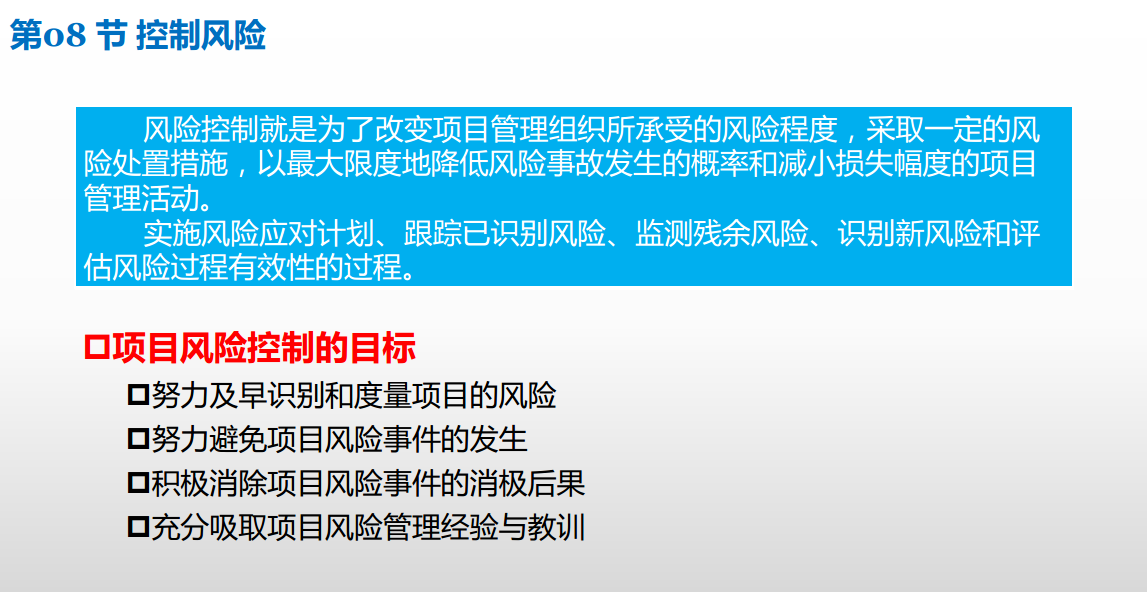 第08 节 控制风险
风险控制就是为了改变项目管理组织所承受的风险程度，采取一定的风
险处置措施，以最大限度地降低风险事故发生的概率和减小损失幅度的项目
管理活动。
实施风险应对计划、跟踪已识别风险、监测残余风险、识别新风险和评
估风险过程有效性的过程。
项目风险控制的目标
努力及早识别和度量项目的风险
努力避免项目风险事件的发生
积极消除项目风险事件的消极后果
充分吸取项目风险管理经验与教训